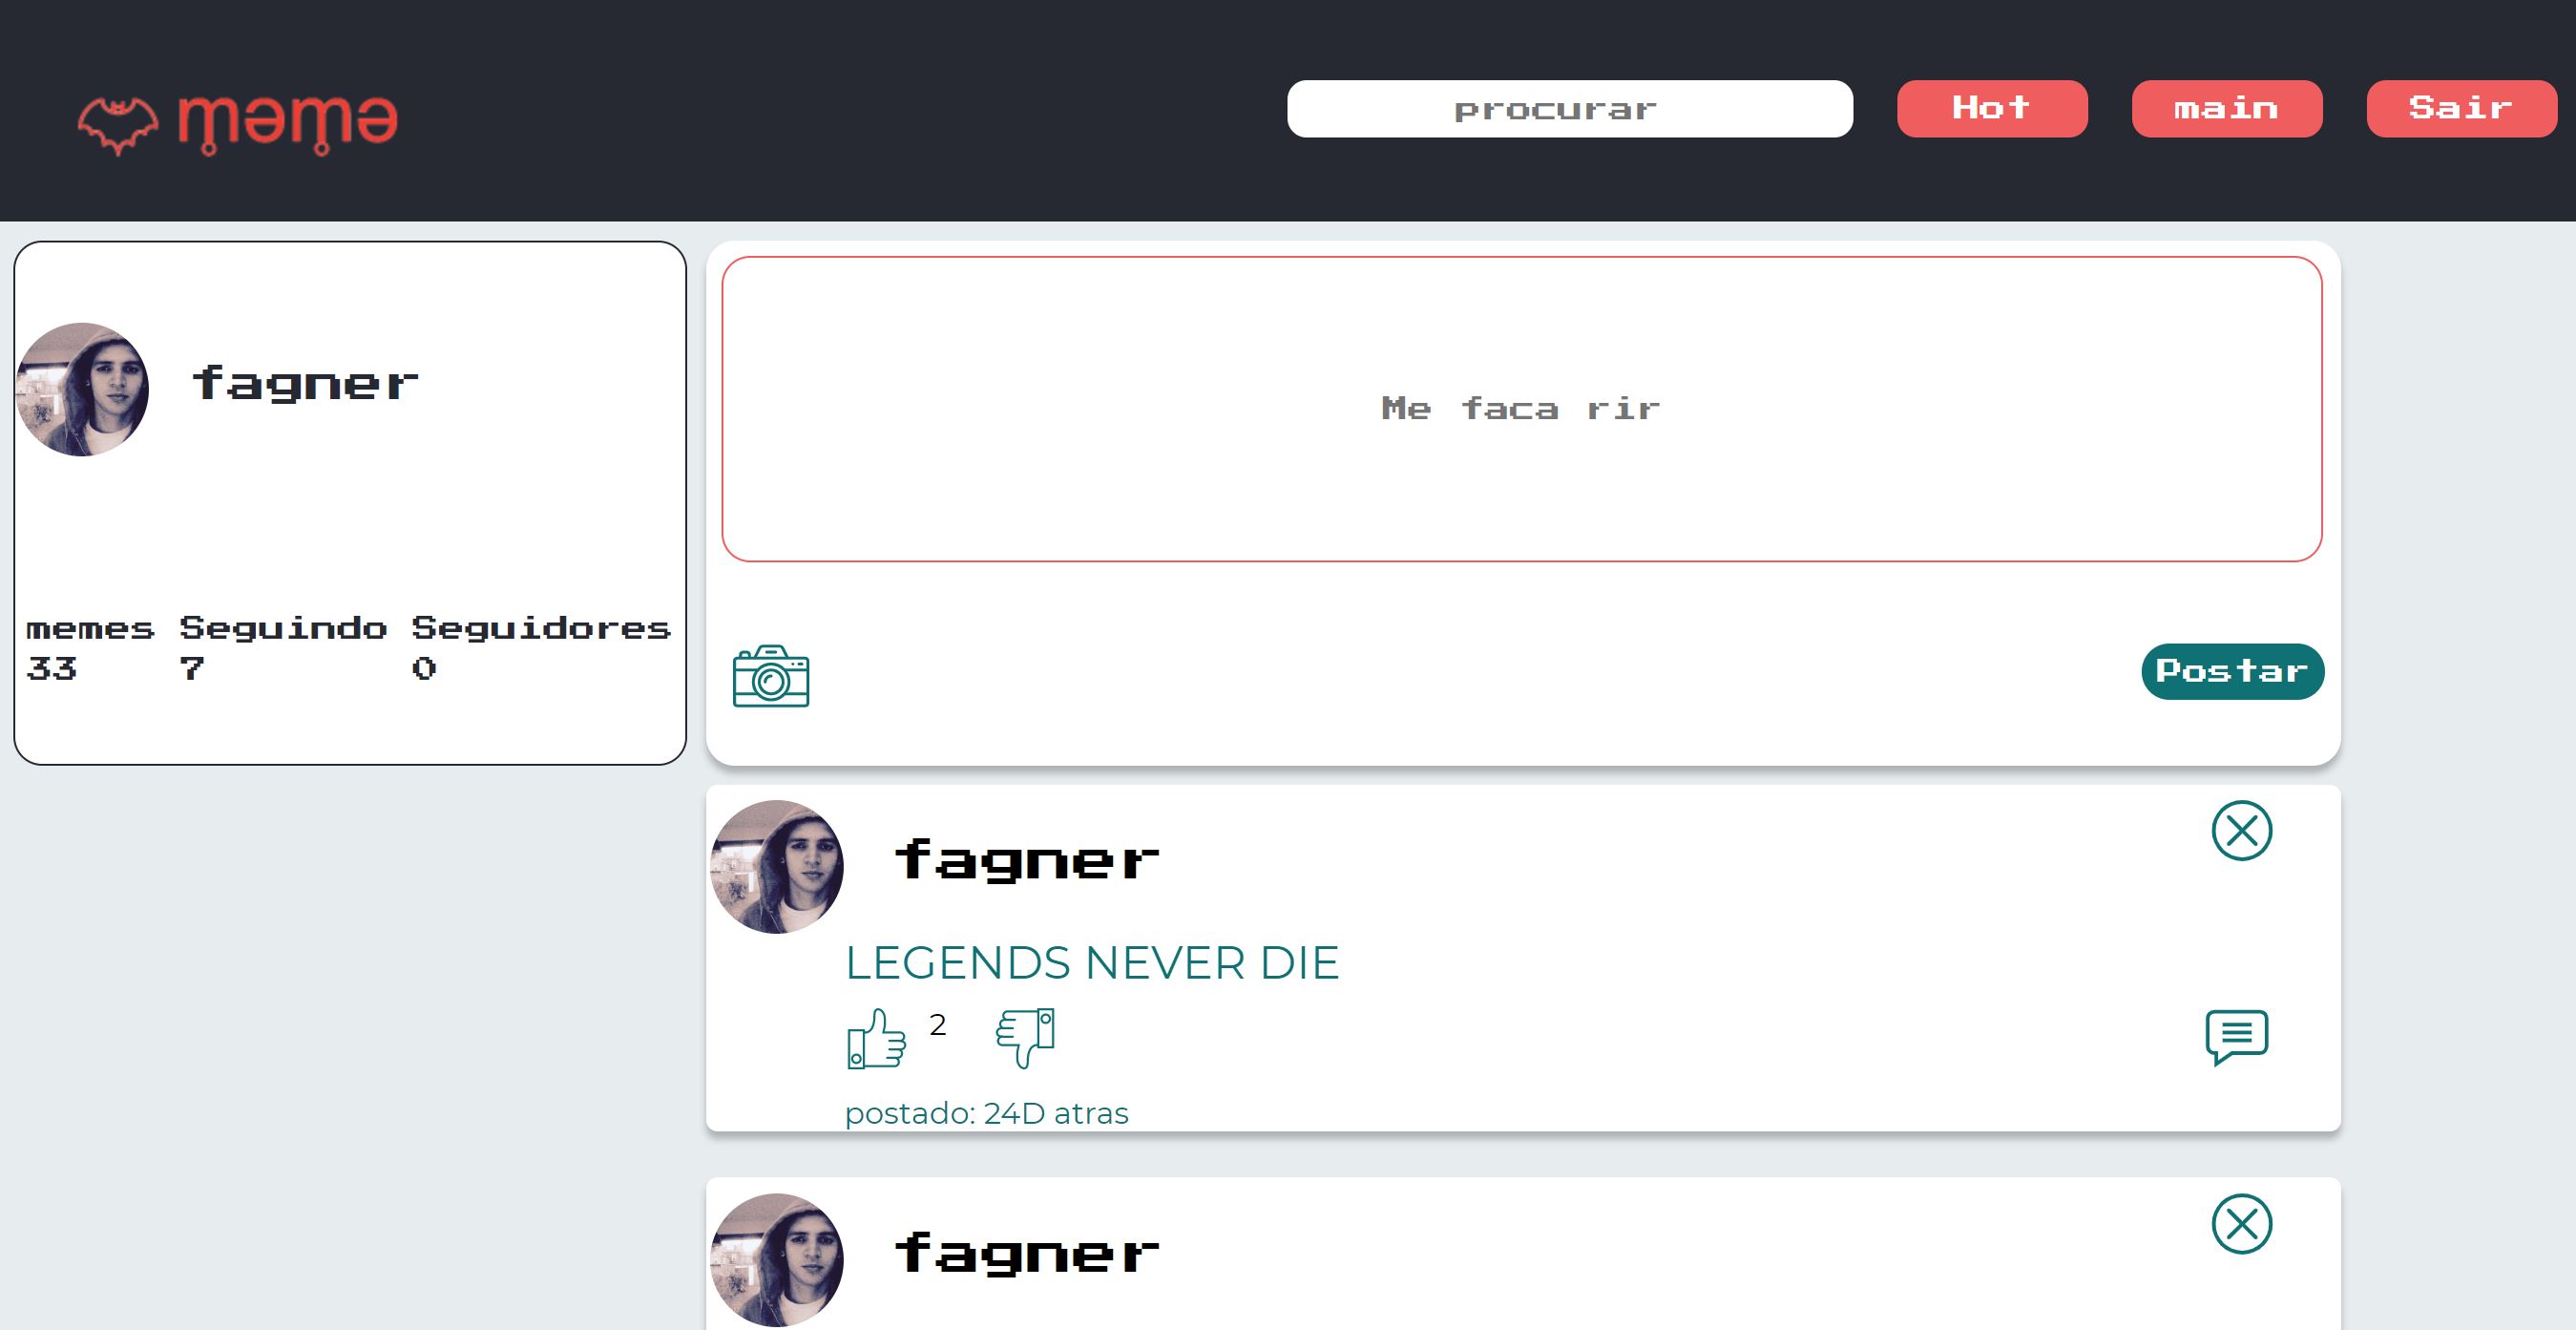 məmə
procurar
Hot
main
Sair
fagner
memes Seguindo Seguidores
33 7 0
Me faca rir
Postar
fagner
LEGENDS NEVER DIE
2
postado: 24D atras
fagner